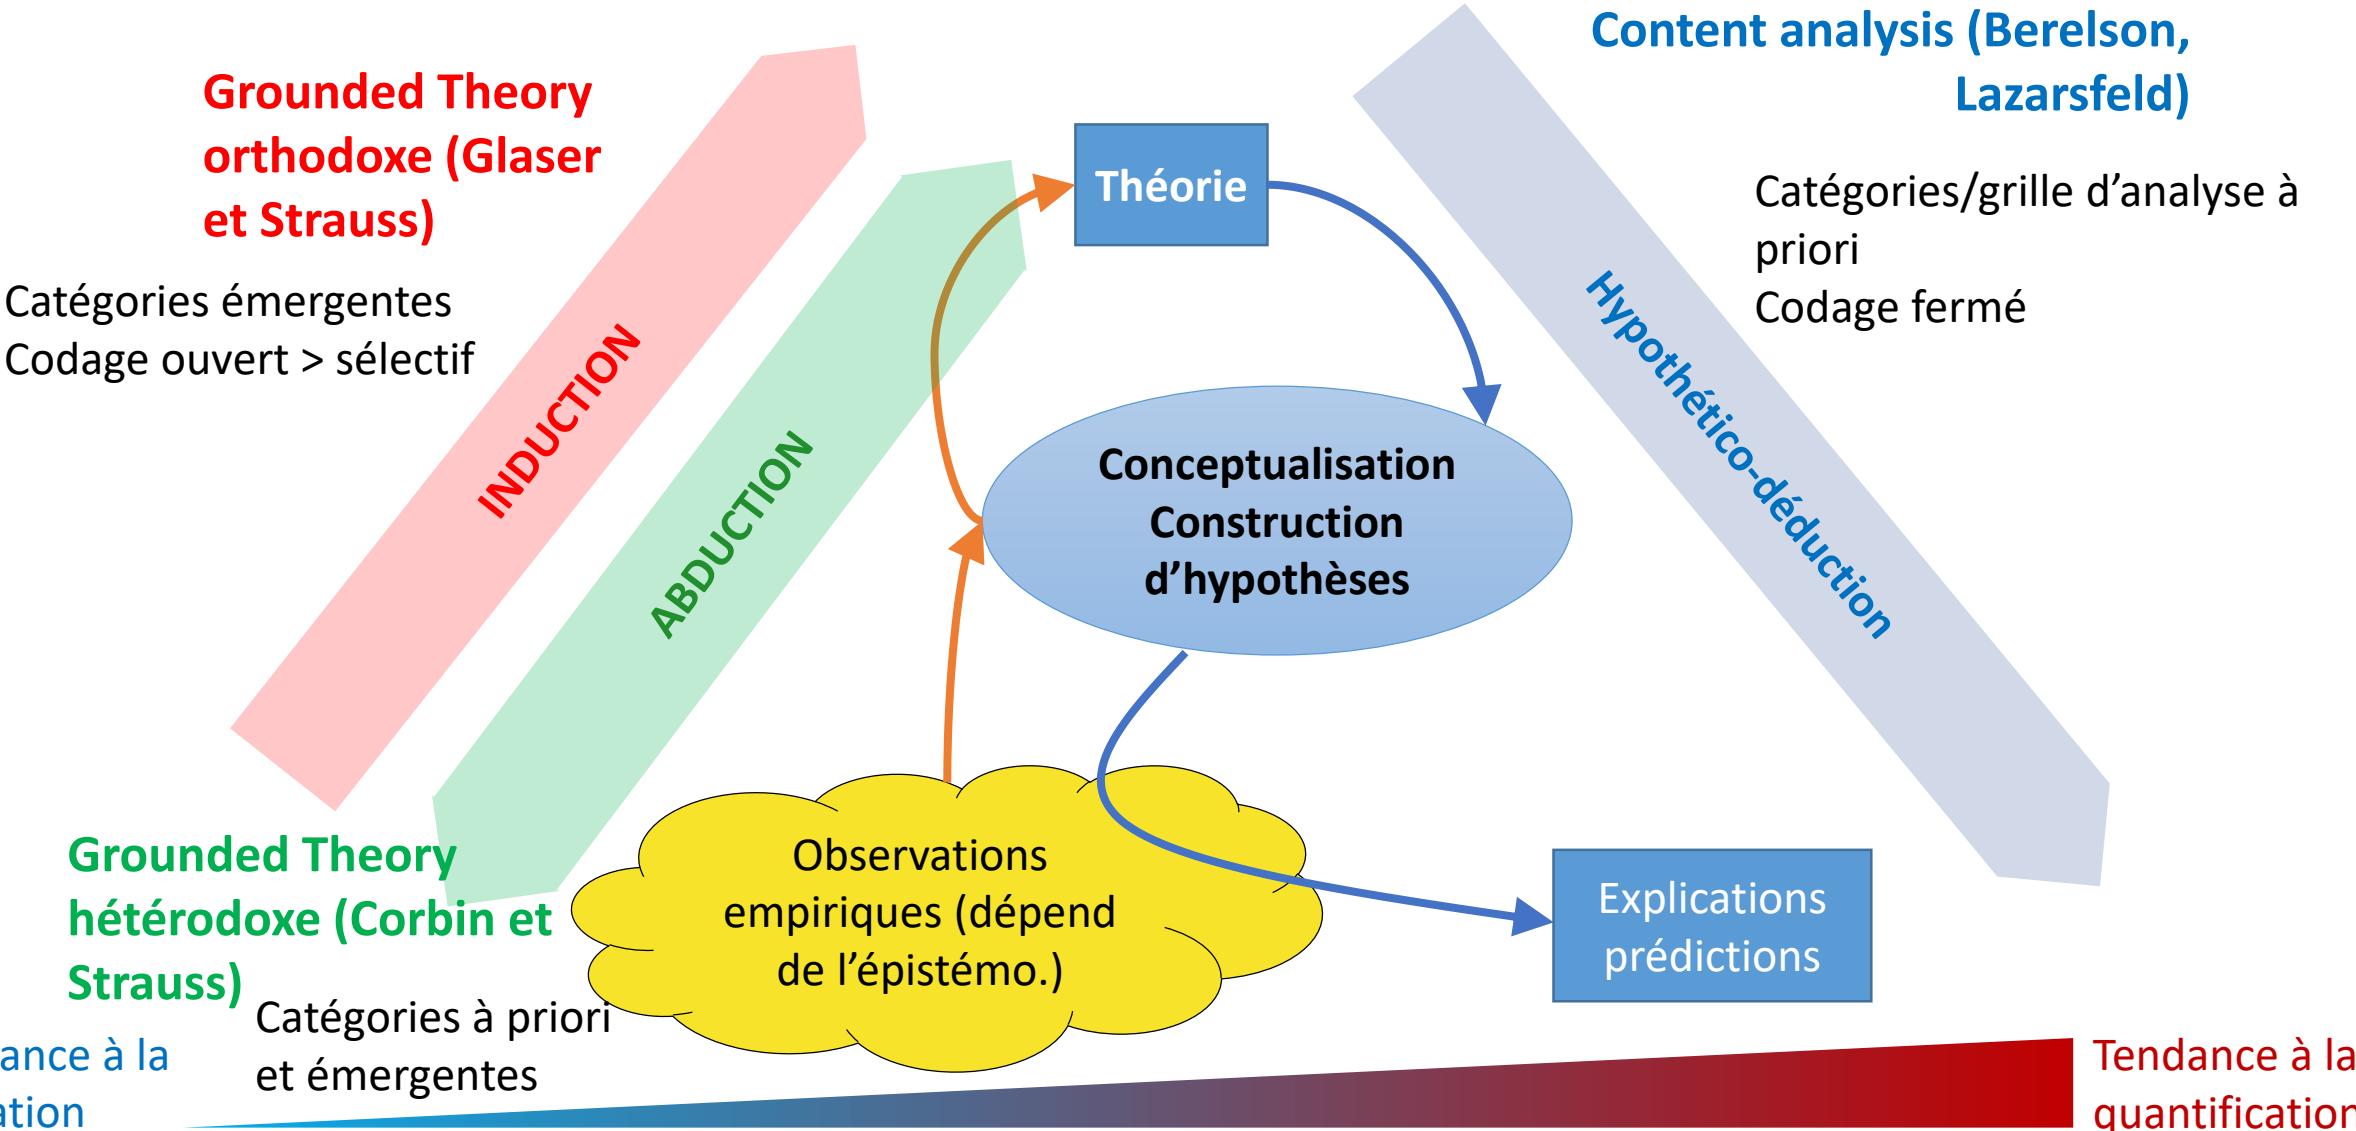 Grounded Theory
orthodoxe (Glaser
et Strauss)
Catégories émergentes
Codage ouvert > sélectif
INDUCTION
ABDUCTION
Théorie
Content analysis (Berelson,
Lazarsfeld)
Catégories/grille d’analyse à
priori
Codage fermé
Hypothético-déduction
Conceptualisation
Construction
d’hypothèses
Grounded Theory
hétérodoxe (Corbin et
Strauss)
Catégories à priori
et émergentes
Observations
empiriques (dépend
de l’épistémo.)
Explications
prédictions
ance à la
ation
Tendance à la
quantification